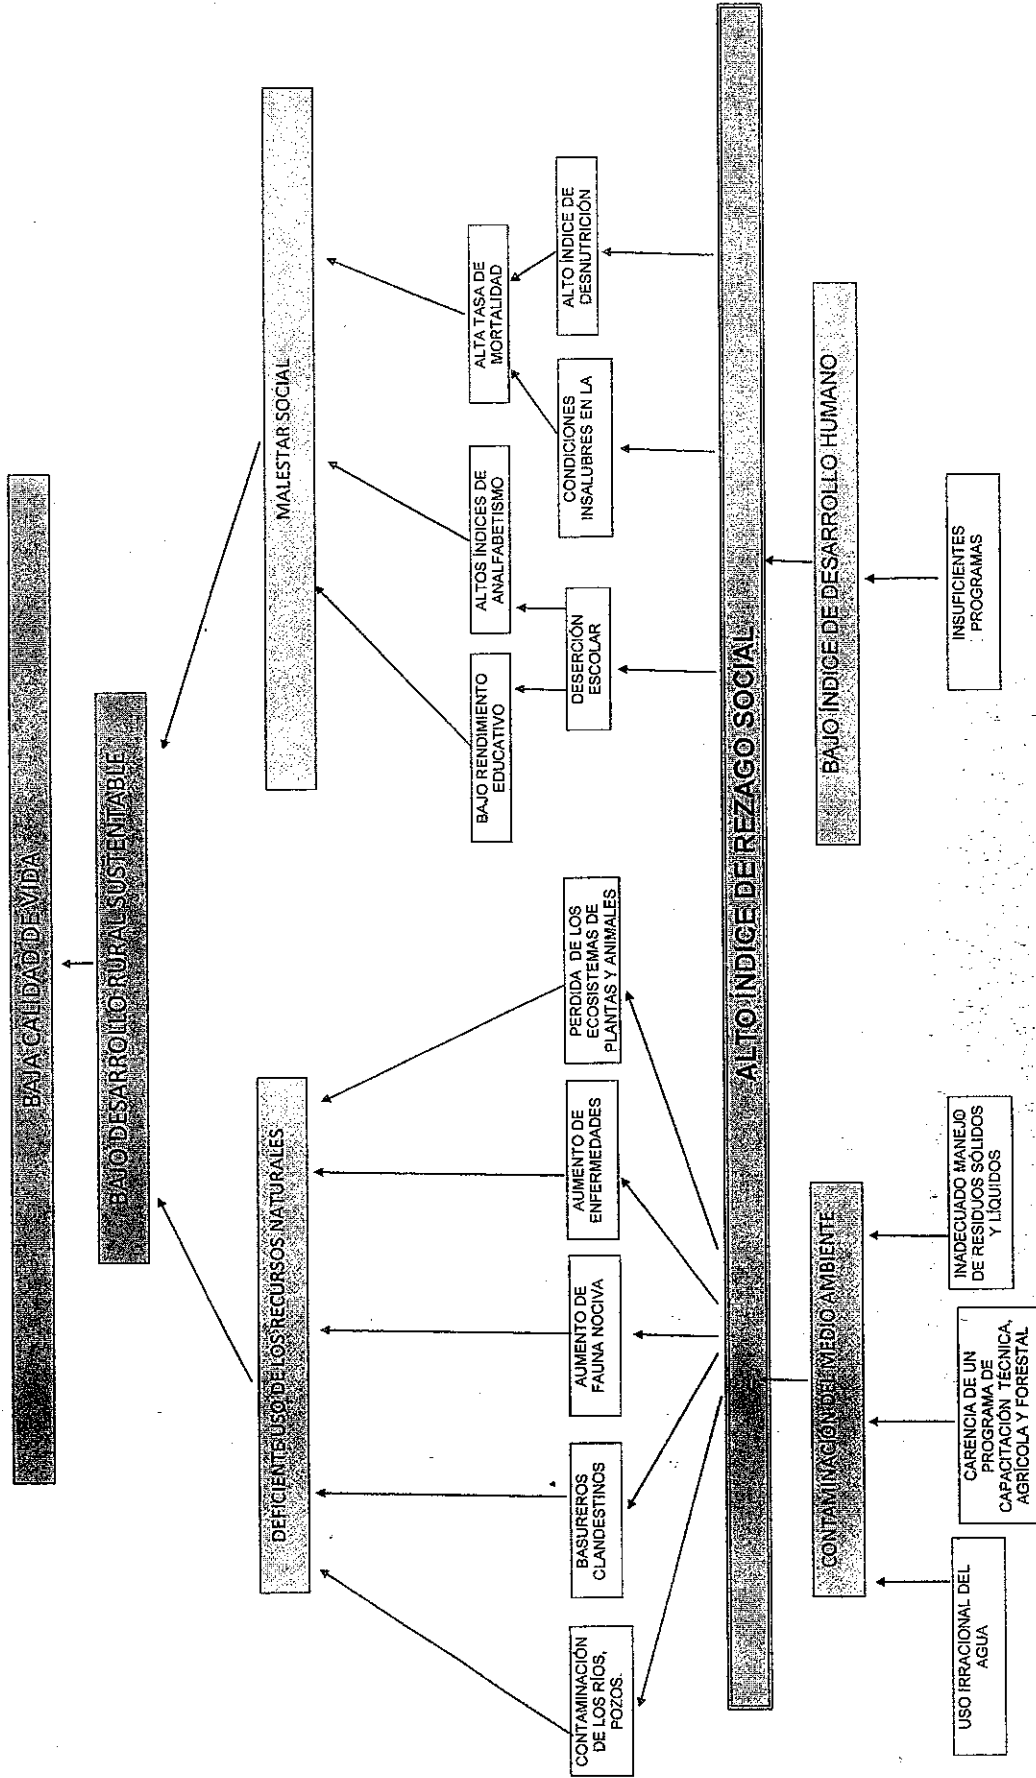 BAJA CALIDAD DE VIDA
BAJO DESARROLLO RURAL SUSTENTABLE
DEFICIENTE USO DE LOS RECURSOS NATURALES
MALESTAR SOCIAL
BAJO RENDIMIENTO
EDUCATIVO
ALTOS ÍNDICES DE
ANALFABETISMO
ALTA TASA DE
MORTALIDAD
CONTAMINACIÓN
DE LOS RÍOS,
POZOS.
BASUREROS
CLANDESTINOS
AUMENTO DE
FAUNA NOCIVA
AUMENTO DE
ENFERMEDADES
PERDIDA DE LOS
ECOSISTEMAS DE
PLANTAS Y ANIMALES
DESERCIÓN
ESCOLAR
CONDICIONES
INSALUBRES EN LA
ALTO ÍNDICE DE
DESNUTRICIÓN
ALTO ÍNDICE DE REZAGO SOCIAL
CONTAMINACIÓN DEL MEDIO AMBIENTE
BAJO ÍNDICE DE DESARROLLO HUMANO
USO IRRACIONAL DEL
AGUA
CARENCIA DE UN
PROGRAMA DE
CAPACITACIÓN TÉCNICA,
AGRÍCOLA Y FORESTAL
INADECUADO MANEJO
DE RESIDUOS SÓLIDOS
Y LÍQUIDOS
INSUFICIENTES
PROGRAMAS